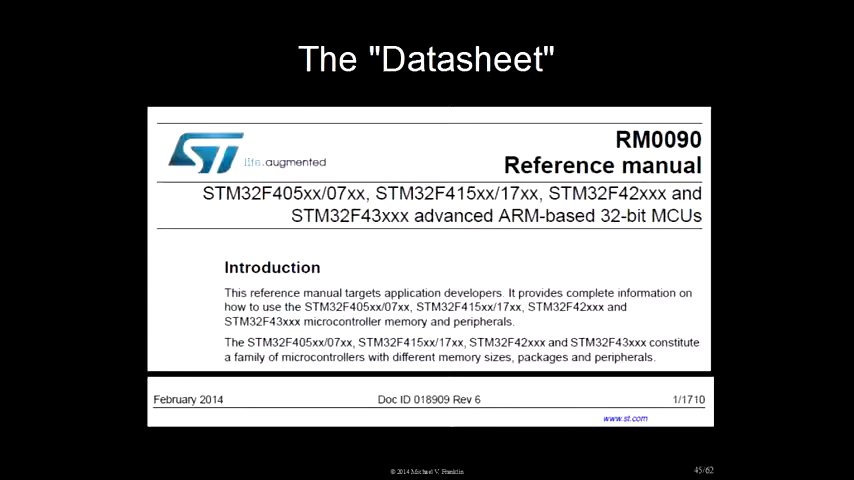 The "Datasheet"
ST
life.augmented
RM0090
Reference manual
STM32F405xx/07xx, STM32F415xx/17xx, STM32F42xxx and
STM32F43xxx advanced ARM-based 32-bit MCUs
Introduction
This reference manual targets application developers. It provides complete information on
how to use the STM32F405xx/07xx, STM32F415xx/17xx, STM32F42xxx and
STM32F43xxx microcontroller memory and peripherals.
The STM32F405xx/07xx, STM32F415xx/17xx, STM32F42xxx and STM32F43xxx constitute
a family of microcontrollers with different memory sizes, packages and peripherals.
February 2014 Doc ID 018909 Rev 6 1/1710
www.st.com
© 2014 Michael V. Franklin 45/62